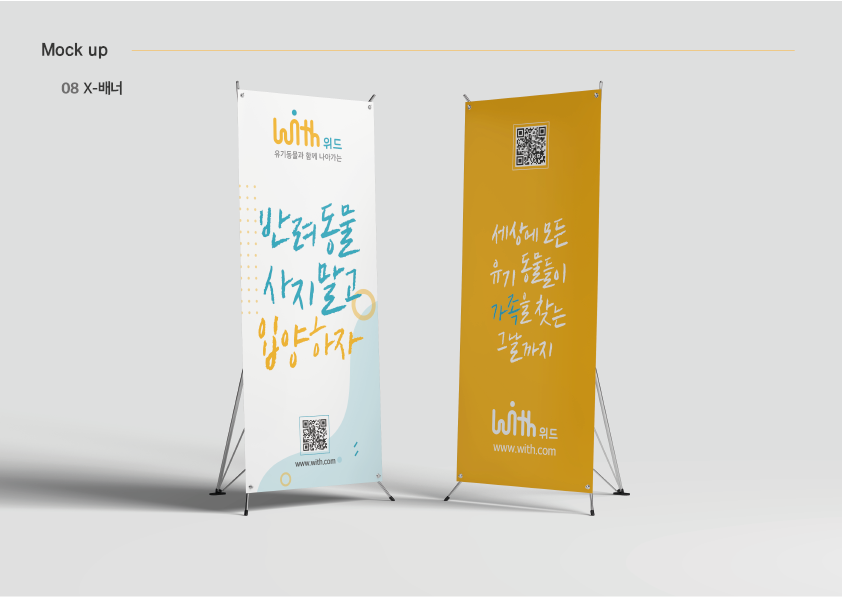 Mock up
08 X-배너
With 위드
유기동물과 함께 나아가는
반려동물
사지말고
입양하자
www.with.com
세상에 모든
유기 동물들이
가족을 찾는
그날까지
With 위드
www.with.com